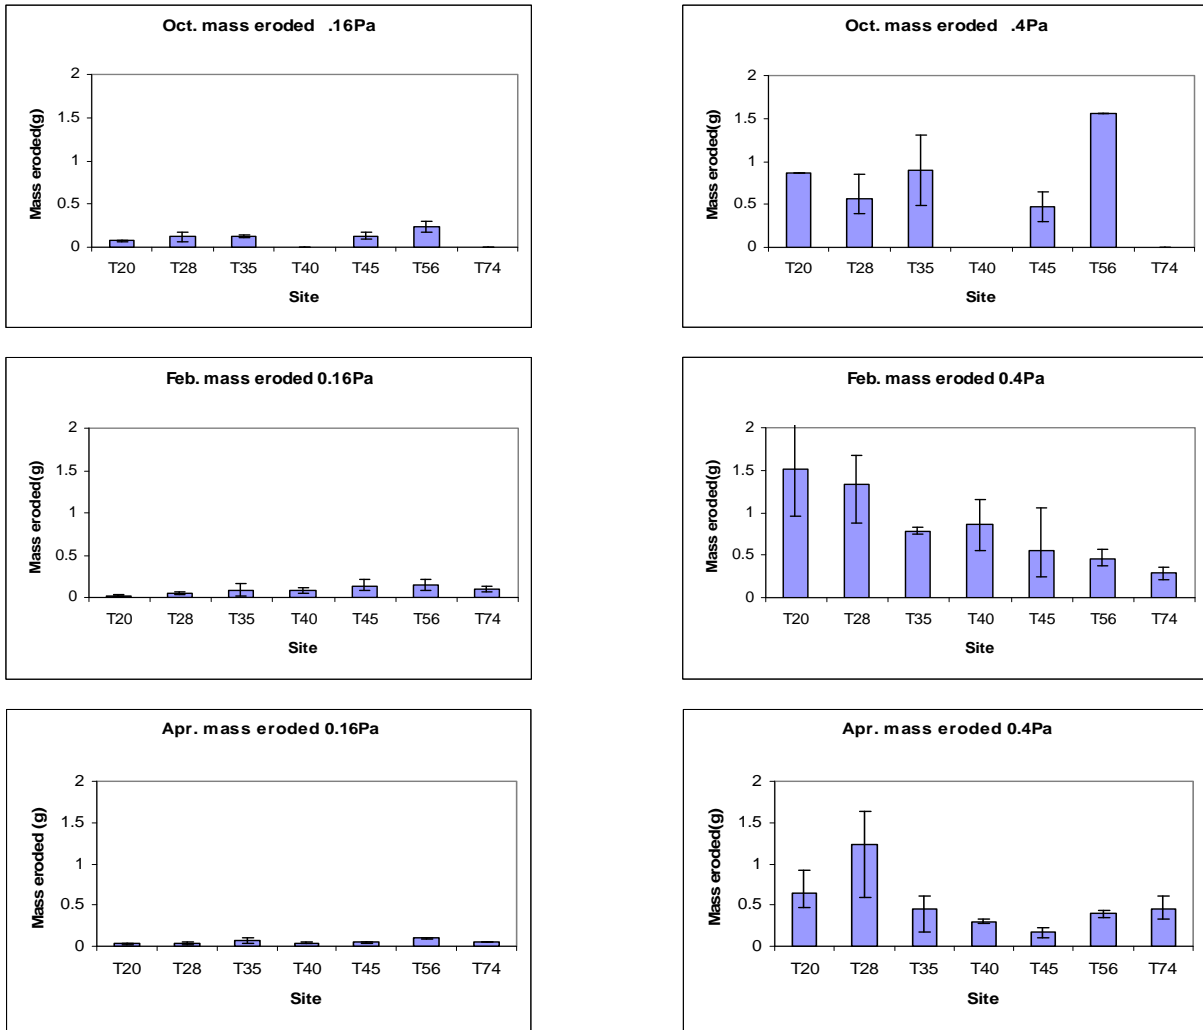 Oct. mass eroded .16Pa
2
1.5
1
0.5
0
Mass eroded(g)
T20 T28 T35 T40 T45 T56 T74
Site
Oct. mass eroded .4Pa
2
1.5
1
0.5
0
Mass eroded(g)
T20 T28 T35 T40 T45 T56 T74
Site
Feb. mass eroded 0.16Pa
2
1.5
1
0.5
0
Mass eroded(g)
T20 T28 T35 T40 T45 T56 T74
Site
Feb. mass eroded 0.4Pa
2
1.5
1
0.5
0
Mass eroded(g)
T20 T28 T35 T40 T45 T56 T74
Site
Apr. mass eroded 0.16Pa
2
1.5
1
0.5
0
Mass eroded (g)
T20 T28 T35 T40 T45 T56 T74
Site
Apr. mass eroded 0.4Pa
2
1.5
1
0.5
0
Mass eroded(g)
T20 T28 T35 T40 T45 T56 T74
Site